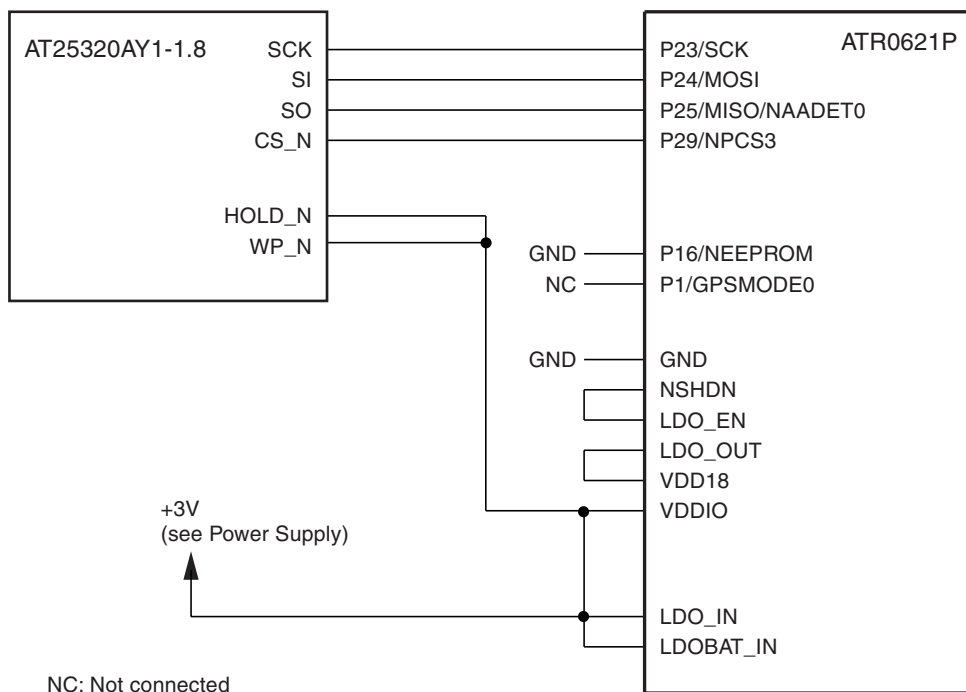 AT25320AY1-1.8
SCK
SI
SO
CS_N
HOLD_N
WP_N
ATR0621P
P23/SCK
P24/MOSI
P25/MISO/NAADET0
P29/NPCS3
GND
P16/NEEPROM
NC
P1/GPSMODE0
GND
GND
NSHDN
LDO_EN
LDO_OUT
VDD18
VDDIO
+3V
(see Power Supply)
LDO_IN
LDOBAT_IN
NC: Not connected